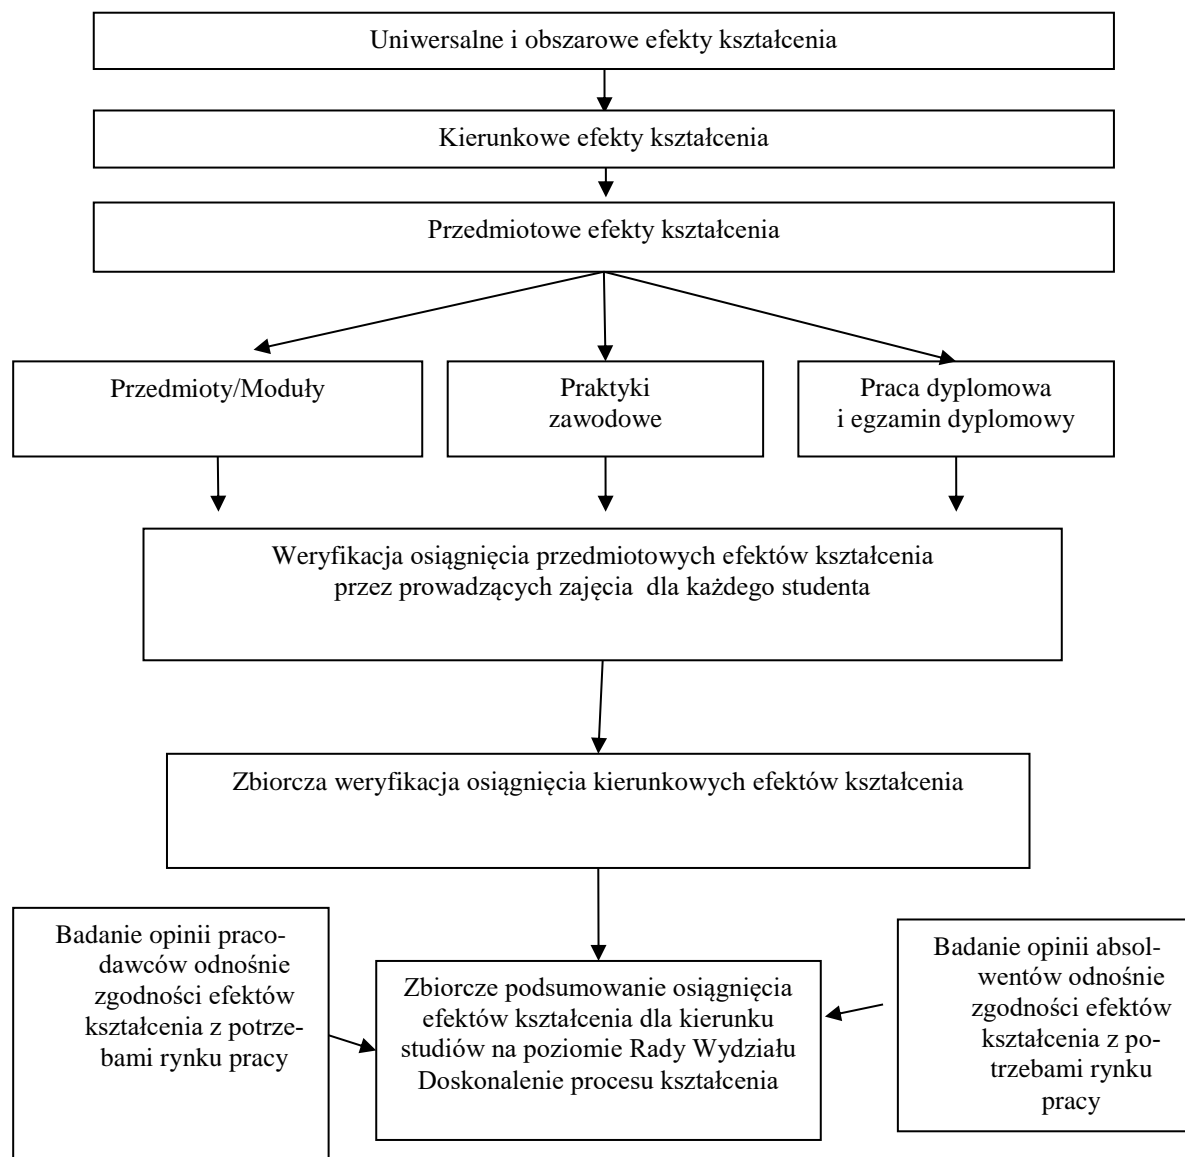 Uniwersalne i obszarowe efekty kształcenia
Kierunkowe efekty kształcenia
Przedmiotowe efekty kształcenia
Przedmioty/Moduły
Praktyki
zawodowe
Praca dyplomowa
i egzamin dyplomowy
Weryfikacja osiągnięcia przedmiotowych efektów kształcenia
przez prowadzących zajęcia dla każdego studenta
Zbiorcza weryfikacja osiągnięcia kierunkowych efektów kształcenia
Badanie opinii praco-
dawców odnośnie
zgodności efektów
kształcenia z potrze-
bami rynku pracy
Zbiorcze podsumowanie osiągnięcia
efektów kształcenia dla kierunku
studiów na poziomie Rady Wydziału
Doskonalenie procesu kształcenia
Badanie opinii absol-
wentów odnośnie
zgodności efektów
kształcenia z po-
trzebami rynku
pracy